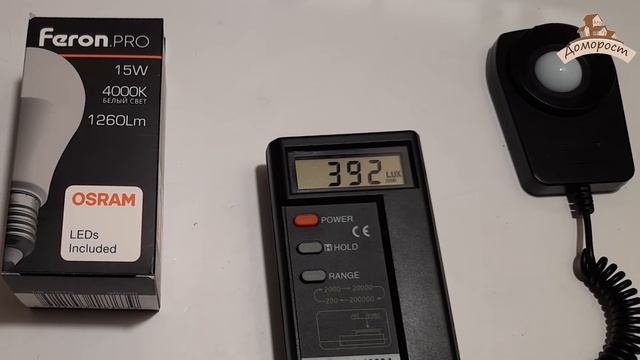 Feron.PRO
15W
4000K
БЕЛЫЙ СВЕТ
1260Lm
OSRAM
LEDs
Included
392 LUX
POWER
CE
HOLD
RANGE
2000 20000
200 200000
Доморост